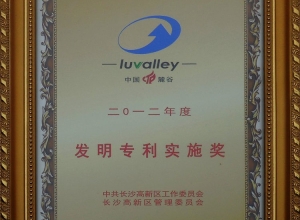 luvalley
中国麓谷
二〇一二年度
发明专利实施奖
中共长沙高新区工作委员会
长沙高新区管理委员会